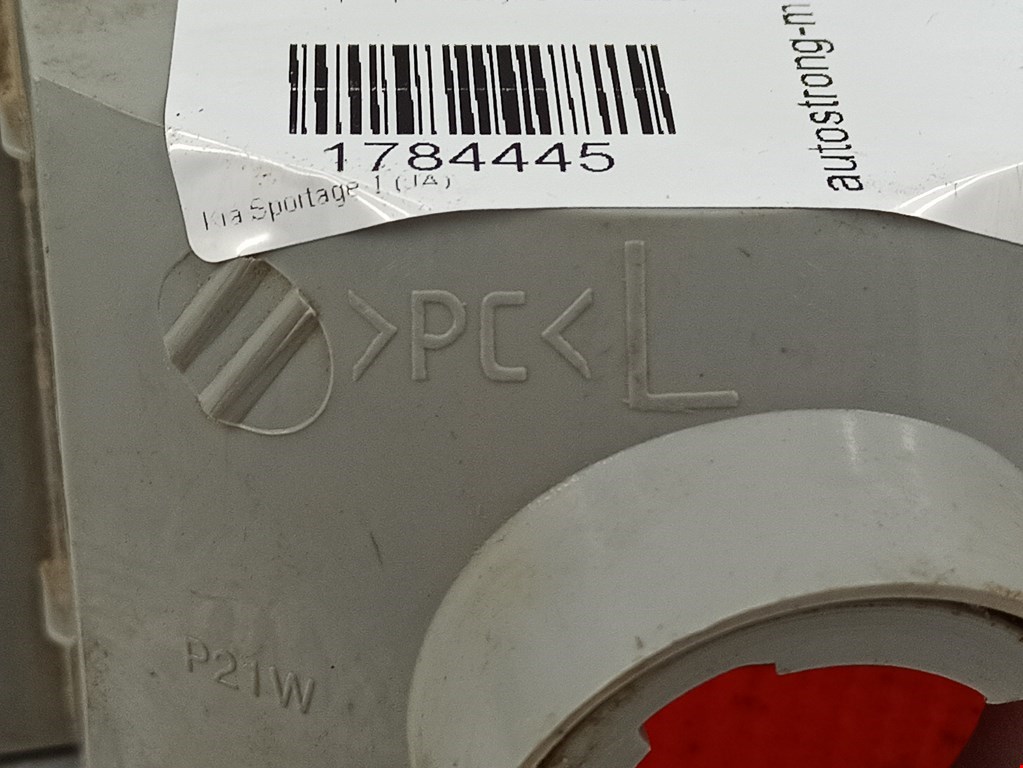 1784445
Kia Sportage 1 (JA)
autostrong-m
>PC< L
P21W